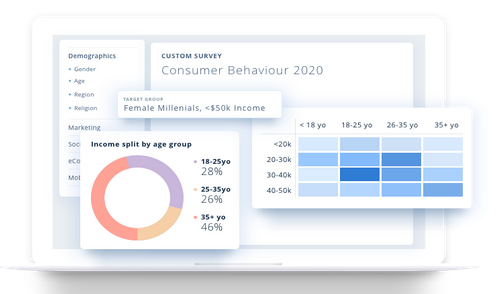 Demographics
+ Gender
+ Age
+ Region
+ Religion
Marketing
CUSTOM SURVEY
Consumer Behaviour 2020
TARGET GROUP
Female Millenials, <$50k Income
Income split by age group
18-25yo
28%
25-35yo
26%
35+ yo
46%
< 18 yo 18-25 yo 26-35 yo 35+ yo
<20k
20-30k
30-40k
40-50k